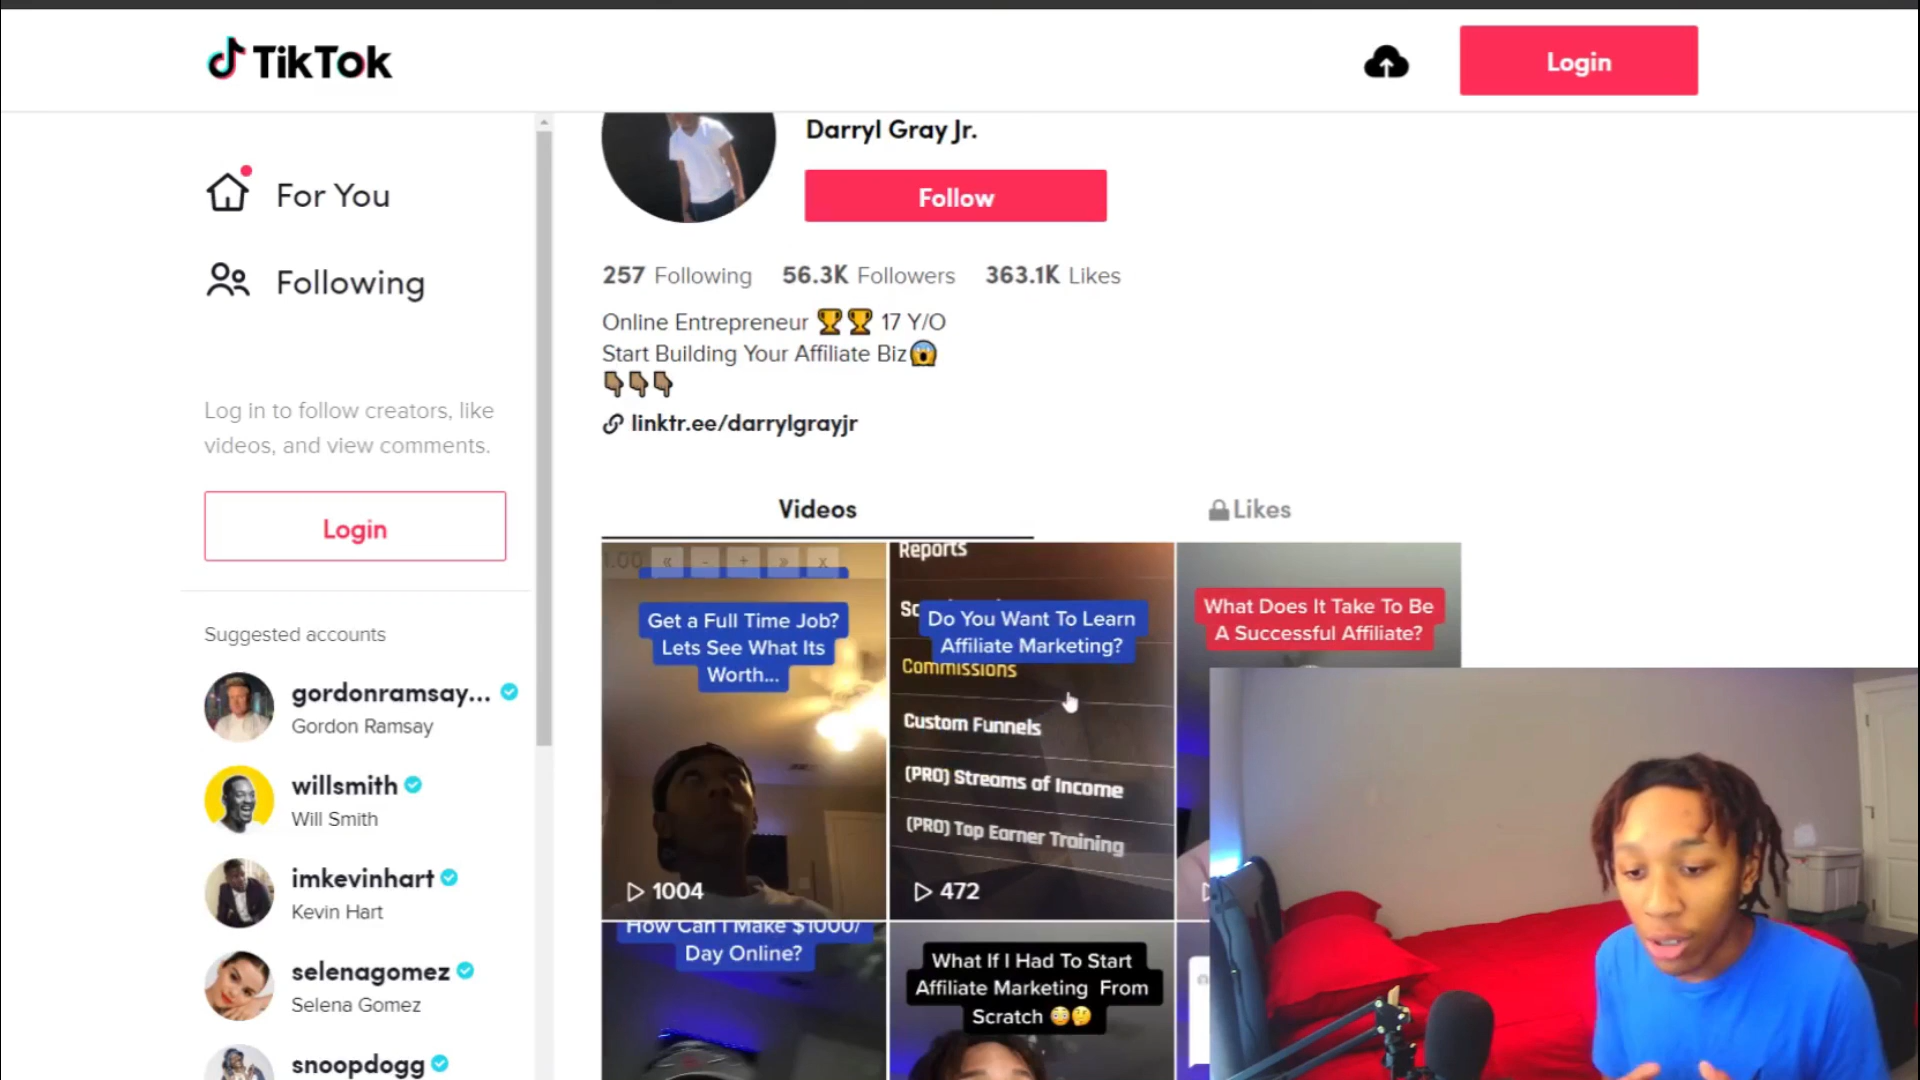 TikTok
Login
For You
Following
Log in to follow creators, like
videos, and view comments.
Login
Suggested accounts
gordonramsay...
Gordon Ramsay
willsmith
Will Smith
imkevinhart
Kevin Hart
selenagomez
Selena Gomez
snoopdogg
Darryl Gray Jr.
Follow
257 Following 56.3K Followers 363.1K Likes
Online Entrepreneur 🏆🏆 17 Y/O
Start Building Your Affiliate Biz😱
👇🏽👇🏽👇🏽
linktr.ee/darrylgrayjr
Videos
Likes
1.00 « - + » x
Get a Full Time Job?
Lets See What Its
Worth...
1004
Reports
Do You Want To Learn
Affiliate Marketing?
Commissions
Custom Funnels
(PRO) Streams of Income
(PRO) Top Earner Training
472
What Does It Take To Be
A Successful Affiliate?
How Can I Make $1000/
Day Online?
What If I Had To Start
Affiliate Marketing From
Scratch 😳🤔